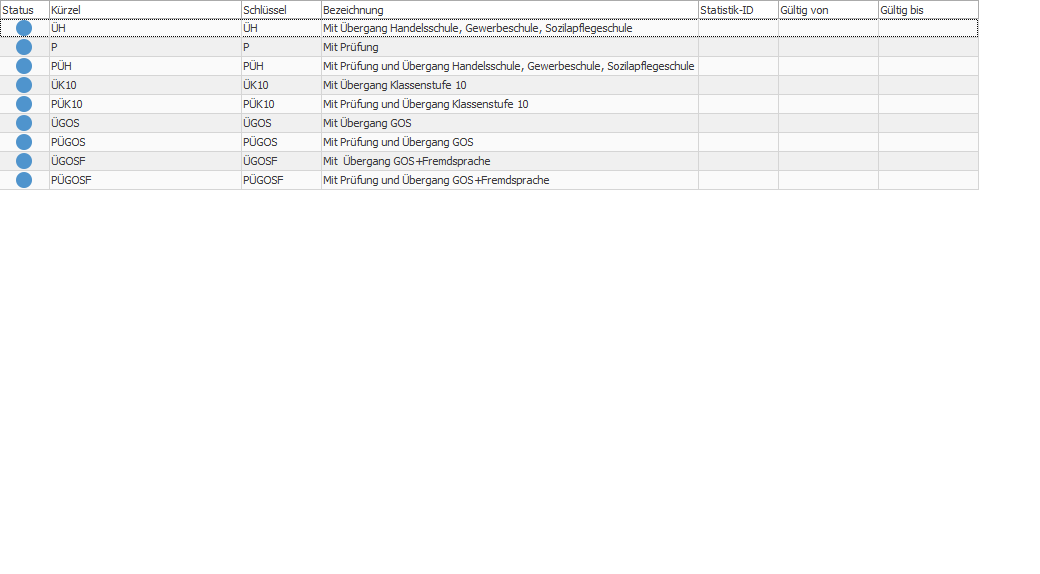 Status Kürzel Schlüssel Bezeichnung Statistik-ID Gültig von Gültig bis
ÜH ÜH Mit Übergang Handelsschule, Gewerbeschule, Sozilapflegeschule
P P Mit Prüfung
PÜH PÜH Mit Prüfung und Übergang Handelsschule, Gewerbeschule, Sozilapflegeschule
ÜK10 ÜK10 Mit Übergang Klassenstufe 10
PÜK10 PÜK10 Mit Prüfung und Übergang Klassenstufe 10
ÜGOS ÜGOS Mit Übergang GOS
PÜGOS PÜGOS Mit Prüfung und Übergang GOS
ÜGOSF ÜGOSF Mit  Übergang GOS+Fremdsprache
PÜGOSF PÜGOSF Mit Prüfung und Übergang GOS+Fremdsprache